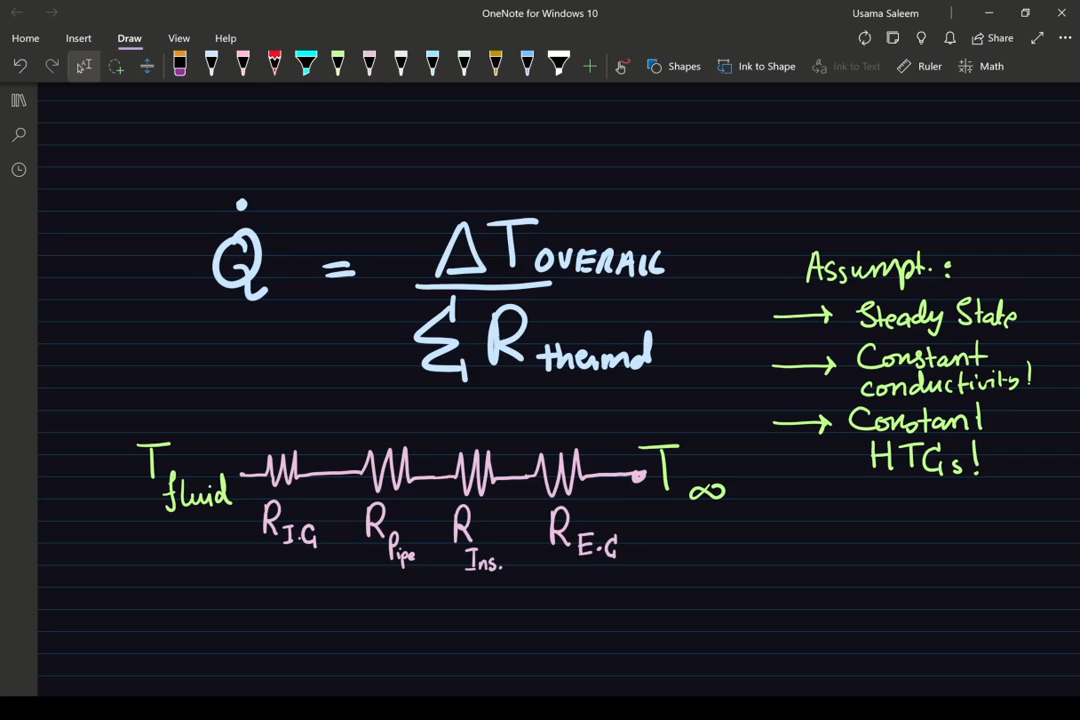 OneNote for Windows 10
Usama Saleem
Home Insert Draw View Help
Share
Shapes Ink to Shape Ink to Text Ruler Math
Q̇ = ΔT OVERALL
Σ R thermal
Assumpt. :
→ Steady State
→ Constant
conductivity!
→ Constant
HTCs!
T fluid T ∞
R I.C R Pipe R Ins. R E.C